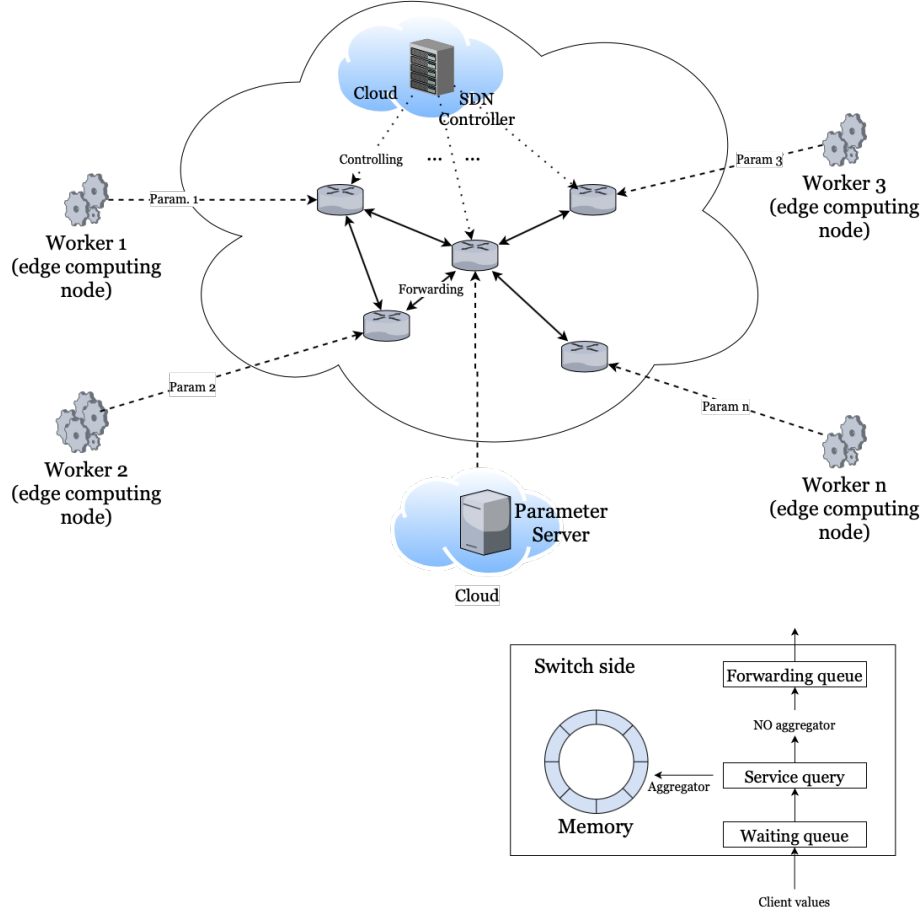 Cloud
SDN
Controller
Controlling
... ...
Param 3
Worker 3
(edge computing
node)
Param. 1
Worker 1
(edge computing
node)
Forwarding
Param 2
Param n
Worker 2
(edge computing
node)
Worker n
(edge computing
node)
Parameter
Server
Cloud
Switch side
Forwarding queue
NO aggregator
Service query
Aggregator
Memory
Waiting queue
Client values